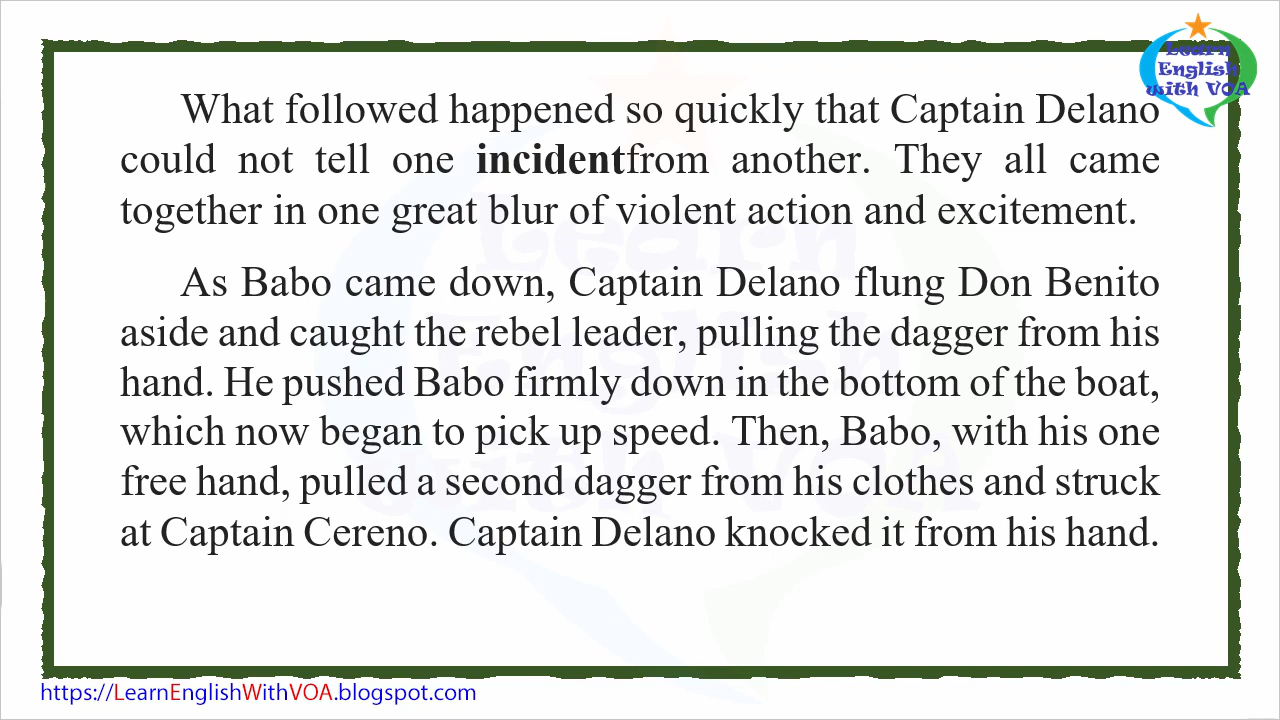 Learn
English
with VOA
What followed happened so quickly that Captain Delano
could not tell one incidentfrom another. They all came
together in one great blur of violent action and excitement.
As Babo came down, Captain Delano flung Don Benito
aside and caught the rebel leader, pulling the dagger from his
hand. He pushed Babo firmly down in the bottom of the boat,
which now began to pick up speed. Then, Babo, with his one
free hand, pulled a second dagger from his clothes and struck
at Captain Cereno. Captain Delano knocked it from his hand.
https://LearnEnglishWithVOA.blogspot.com